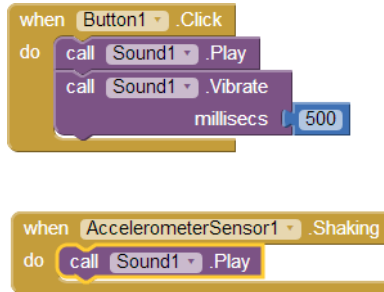 when Button1 .Click
do call Sound1 .Play
call Sound1 .Vibrate
millisecs 500
when AccelerometerSensor1 .Shaking
do call Sound1 .Play